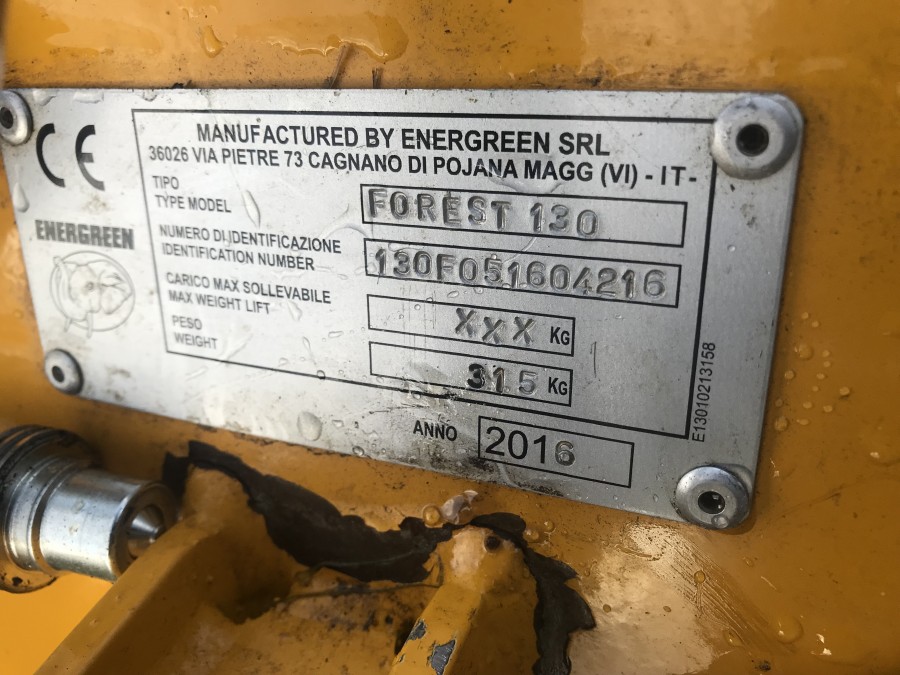 CE
MANUFACTURED BY ENERGREEN SRL
36026 VIA PIETRE 73 CAGNANO DI POJANA MAGG (VI) - IT-
ENERGREEN
TIPO
TYPE MODEL
FOREST 130
NUMERO DI IDENTIFICAZIONE
IDENTIFICATION NUMBER
130F051604216
CARICO MAX SOLLEVABILE
MAX WEIGHT LIFT
XXX KG
PESO
WEIGHT
315 KG
ANNO 2016
E13010213158